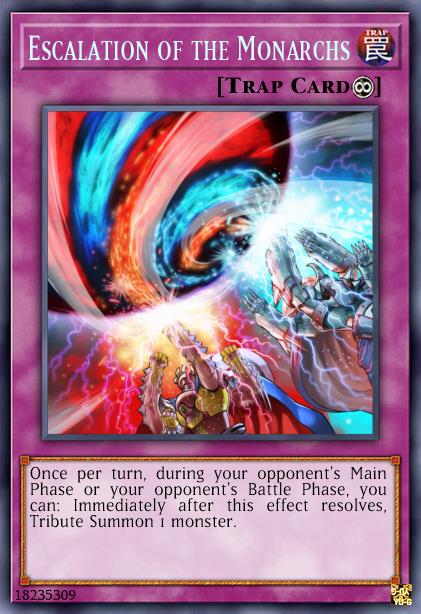 Escalation of the Monarchs
TRAP
罠
[Trap Card]
Once per turn, during your opponent's Main
Phase or your opponent's Battle Phase, you
can: Immediately after this effect resolves,
Tribute Summon 1 monster.
18235309